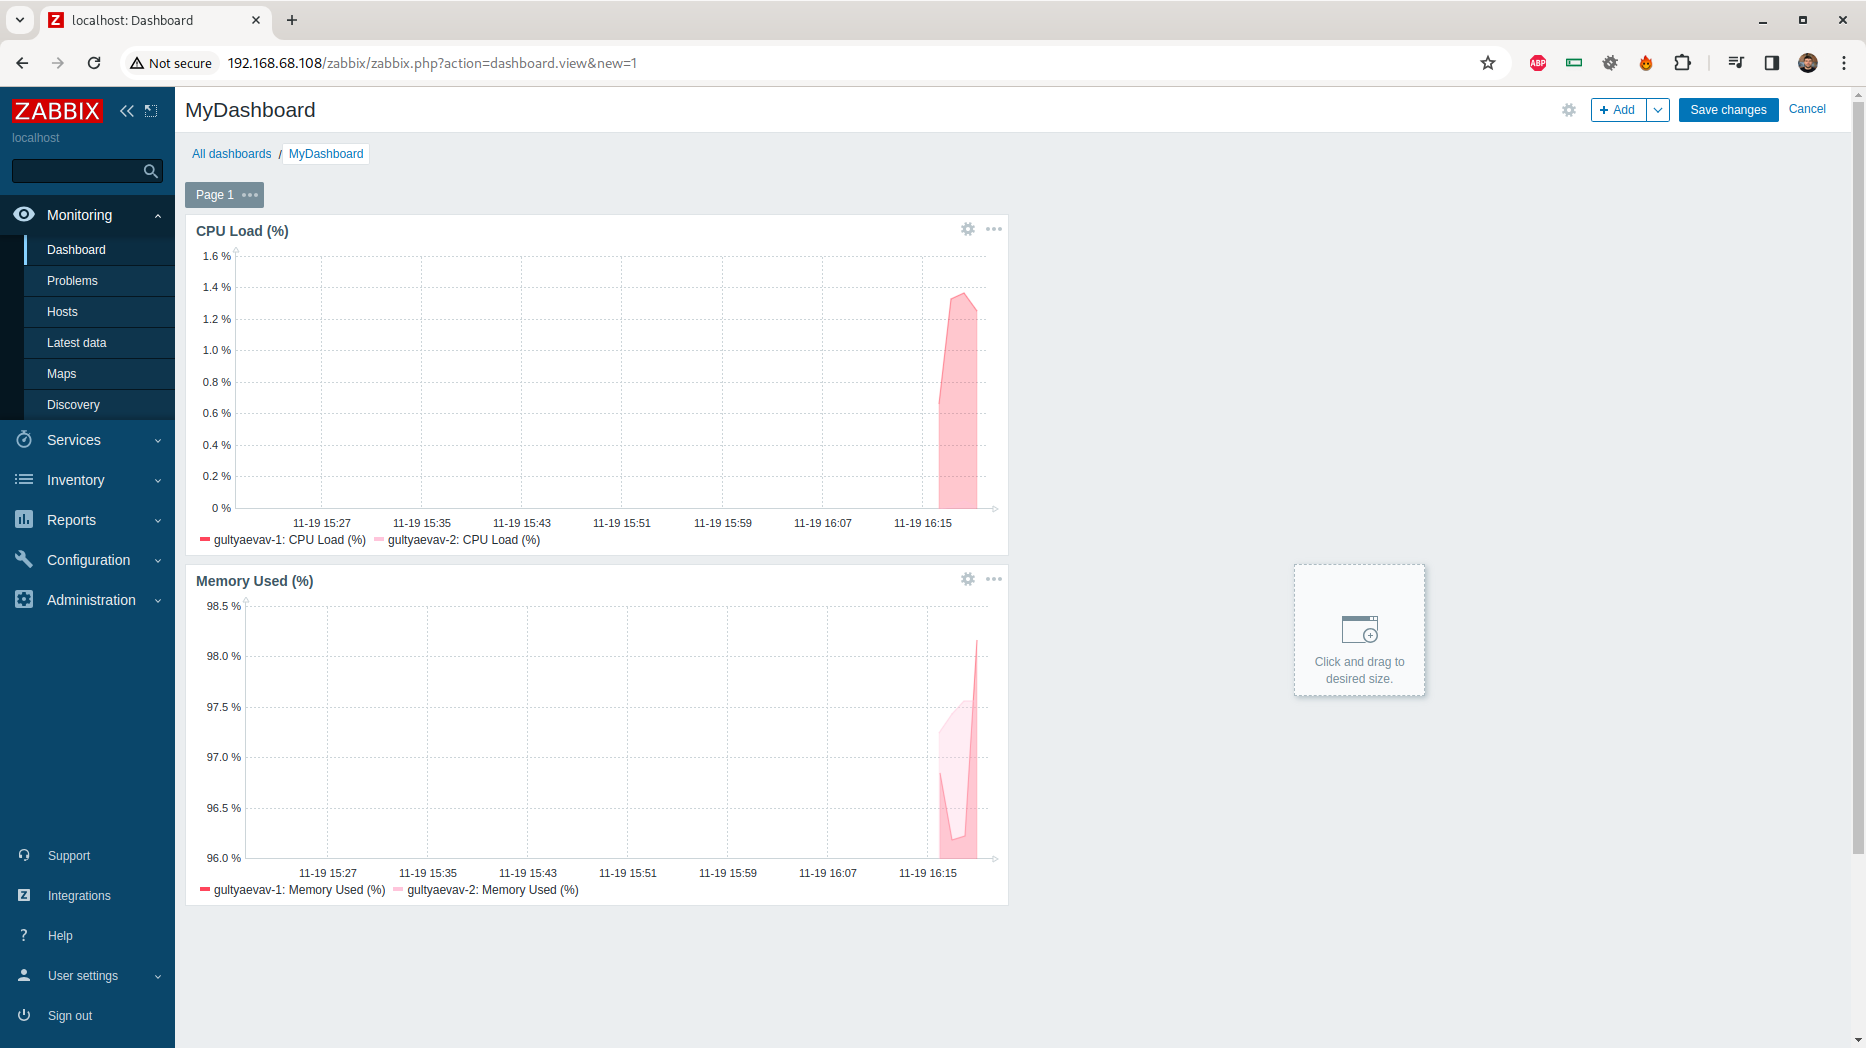 localhost: Dashboard
Not secure
192.168.68.108/zabbix/zabbix.php?action=dashboard.view&new=1
ABP
ZABBIX
localhost
Monitoring
Dashboard
Problems
Hosts
Latest data
Maps
Discovery
Services
Inventory
Reports
Configuration
Administration
Support
Integrations
Help
User settings
Sign out
MyDashboard
Add
Save changes
Cancel
All dashboards / MyDashboard
Page 1
CPU Load (%)
1.6 %
1.4 %
1.2 %
1.0 %
0.8 %
0.6 %
0.4 %
0.2 %
0 %
11-19 15:27 11-19 15:35 11-19 15:43 11-19 15:51 11-19 15:59 11-19 16:07 11-19 16:15
gultyaevav-1: CPU Load (%) gultyaevav-2: CPU Load (%)
Memory Used (%)
98.5 %
98.0 %
97.5 %
97.0 %
96.5 %
96.0 %
11-19 15:27 11-19 15:35 11-19 15:43 11-19 15:51 11-19 15:59 11-19 16:07 11-19 16:15
gultyaevav-1: Memory Used (%) gultyaevav-2: Memory Used (%)
Click and drag to
desired size.